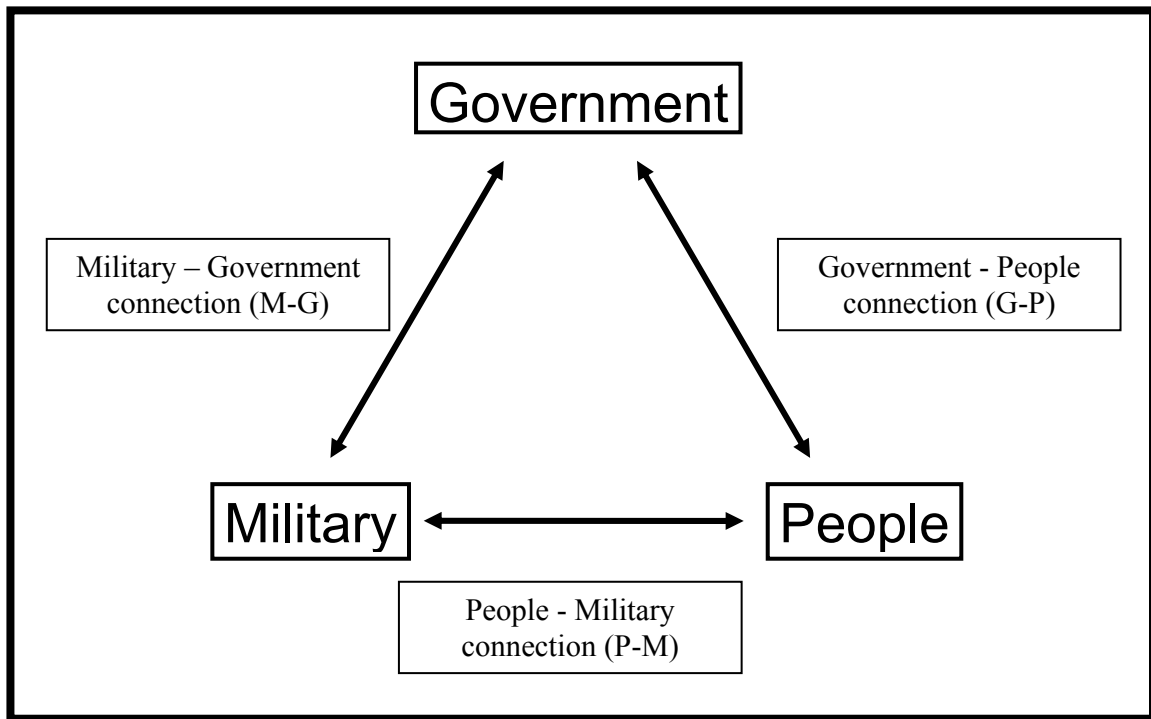 Government
Military – Government
connection (M-G)
Government - People
connection (G-P)
Military
People
People - Military
connection (P-M)